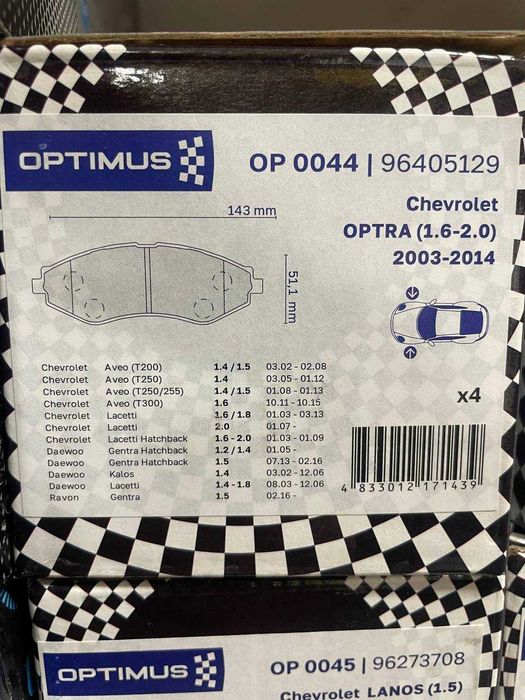 OPTIMUS
OP 0044 | 96405129
143 mm
Chevrolet
OPTRA (1.6-2.0)
2003-2014
51,1 mm
Chevrolet Aveo (T200) 1.4 / 1.5 03.02 - 02.08
Chevrolet Aveo (T250) 1.4 03.05 - 01.12
Chevrolet Aveo (T250/255) 1.4 / 1.5 01.08 - 01.13
Chevrolet Aveo (T300) 1.6 10.11 - 10.15
Chevrolet Lacetti 1.6 / 1.8 01.03 - 03.13
Chevrolet Lacetti 2.0 01.07 -
Chevrolet Lacetti Hatchback 1.6 - 2.0 01.03 - 01.09
Daewoo Gentra Hatchback 1.2 / 1.4 01.05 -
Daewoo Gentra Hatchback 1.5 07.13 - 02.16
Daewoo Kalos 1.4 03.02 - 12.06
Daewoo Lacetti 1.4 - 1.8 08.03 - 12.06
Ravon Gentra 1.5 02.16 -
x4
4 833012 171439
OPTIMUS
OP 0045 | 96273708
Chevrolet LANOS (1.5)